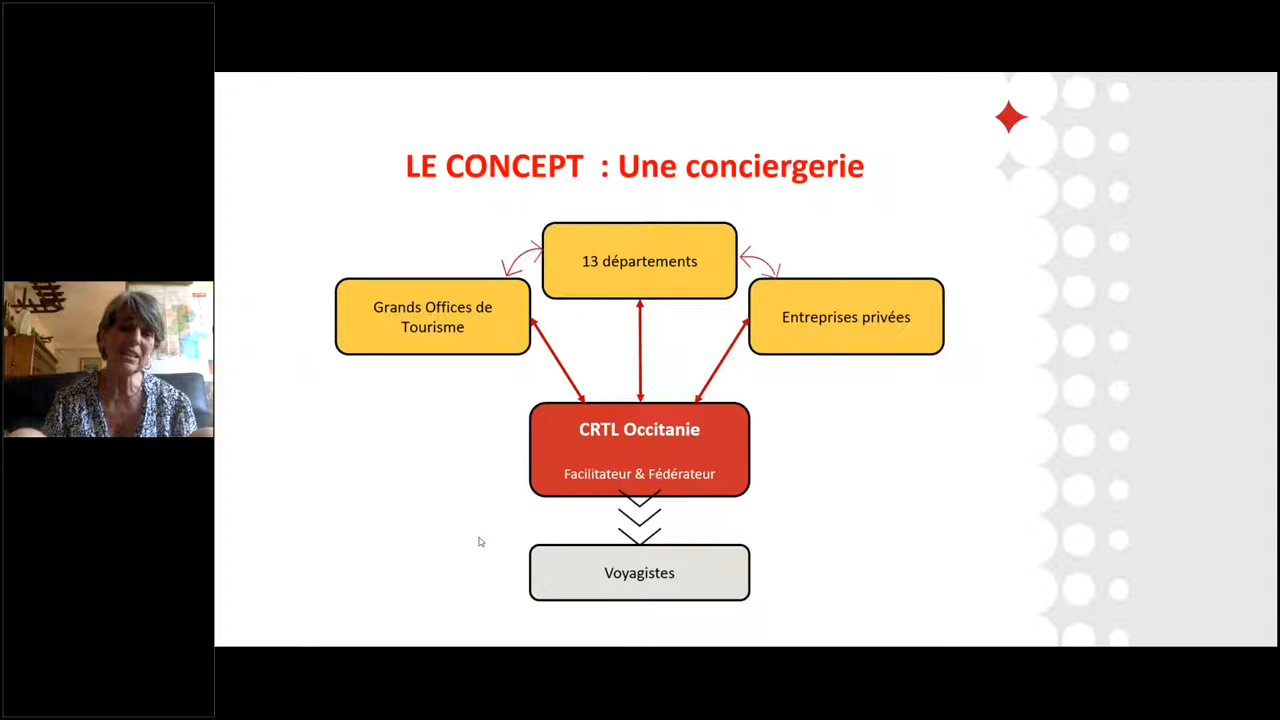 LE CONCEPT : Une conciergerie
13 départements
Grands Offices de
Tourisme
Entreprises privées
CRTL Occitanie
Facilitateur & Fédérateur
Voyagistes